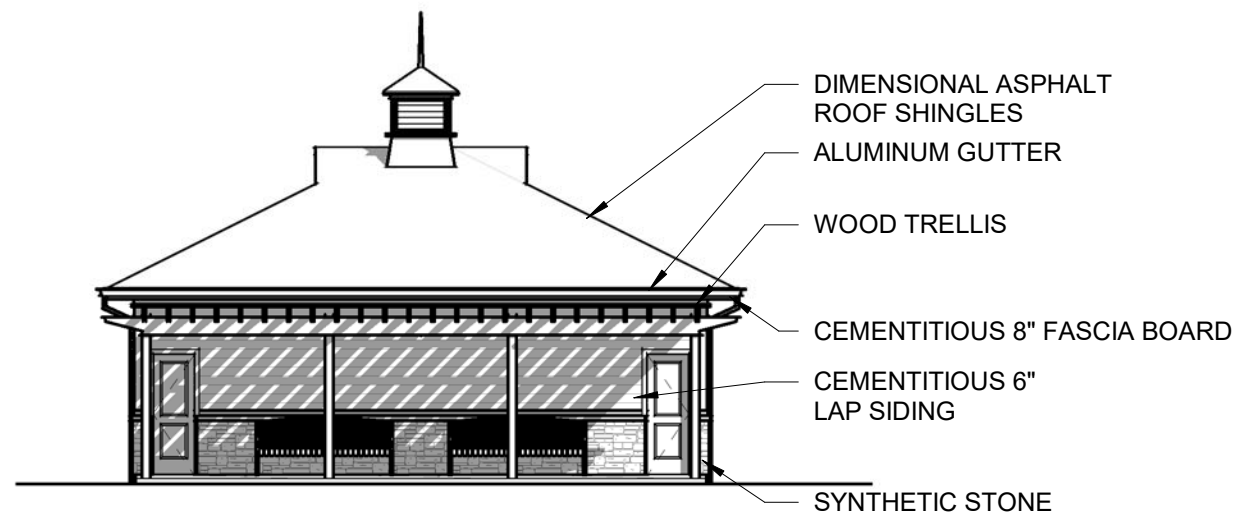 DIMENSIONAL ASPHALT
ROOF SHINGLES
ALUMINUM GUTTER
WOOD TRELLIS
CEMENTITIOUS 8" FASCIA BOARD
CEMENTITIOUS 6"
LAP SIDING
SYNTHETIC STONE